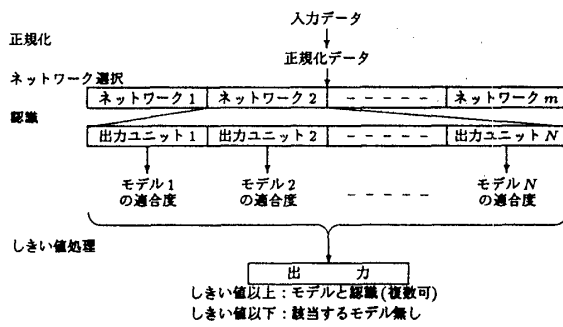 入力データ
正規化
正規化データ
ネットワーク選択
ネットワーク 1 ネットワーク 2 ネットワーク m
認識
出力ユニット 1 出力ユニット 2 出力ユニット N
モデル 1 の適合度 モデル 2 の適合度 モデル N の適合度
しきい値処理
出 力
しきい値以上：モデルと認識(複数可)
しきい値以下：該当するモデル無し